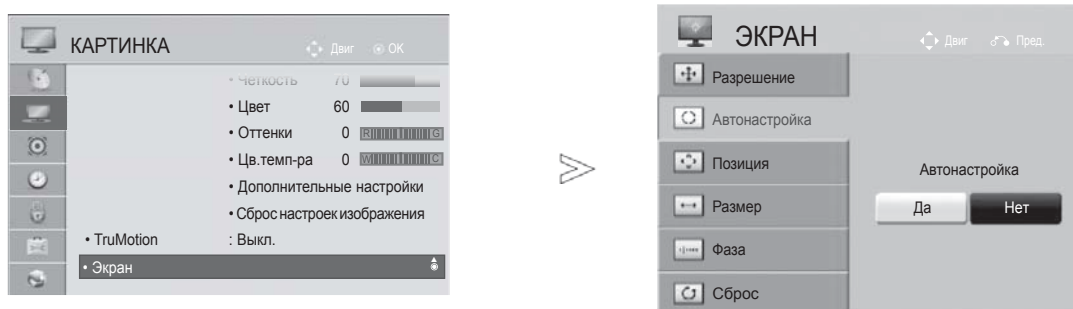 КАРТИНКА
Двиг OK
• Четкость 70
• Цвет 60
• Оттенки 0 R G
• Цв.темп-ра 0 W C
• Дополнительные настройки
• Сброс настроек изображения
• TruMotion : Выкл.
• Экран
ЭКРАН
Двиг Пред.
Разрешение
Автонастройка
Позиция
Размер
Фаза
Сброс
Автонастройка
Да Нет